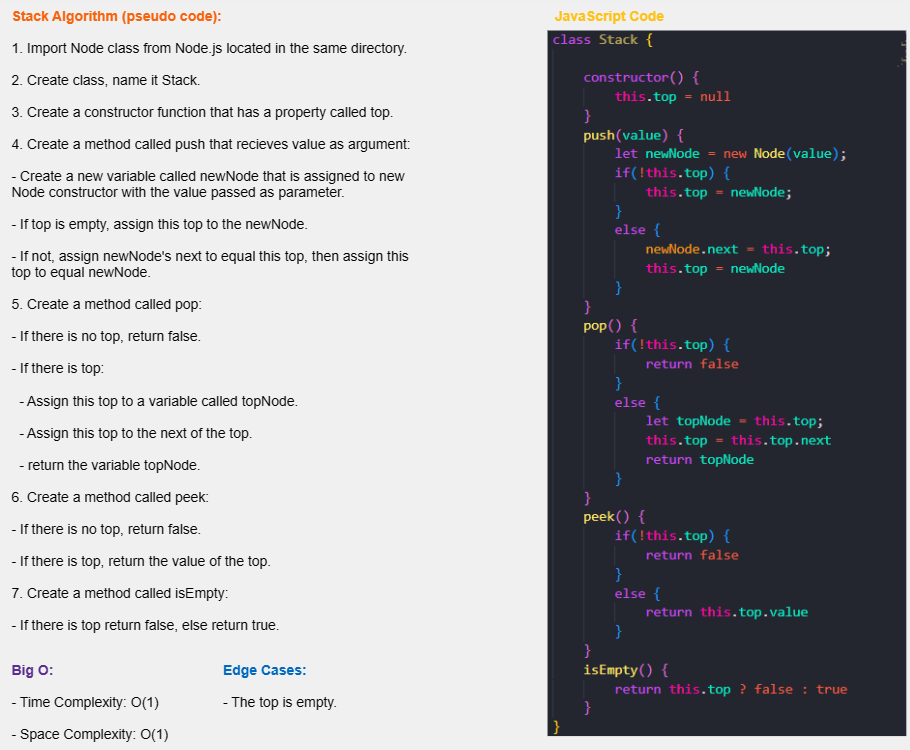 Stack Algorithm (pseudo code):
1. Import Node class from Node.js located in the same directory.
2. Create class, name it Stack.
3. Create a constructor function that has a property called top.
4. Create a method called push that recieves value as argument:
- Create a new variable called newNode that is assigned to new
Node constructor with the value passed as parameter.
- If top is empty, assign this top to the newNode.
- If not, assign newNode's next to equal this top, then assign this
top to equal newNode.
5. Create a method called pop:
- If there is no top, return false.
- If there is top:
- Assign this top to a variable called topNode.
- Assign this top to the next of the top.
- return the variable topNode.
6. Create a method called peek:
- If there is no top, return false.
- If there is top, return the value of the top.
7. Create a method called isEmpty:
- If there is top return false, else return true.
Big O:
- Time Complexity: O(1)
- Space Complexity: O(1)
Edge Cases:
- The top is empty.
JavaScript Code
class Stack {
constructor() {
this.top = null
}
push(value) {
let newNode = new Node(value);
if(!this.top) {
this.top = newNode;
}
else {
newNode.next = this.top;
this.top = newNode
}
}
pop() {
if(!this.top) {
return false
}
else {
let topNode = this.top;
this.top = this.top.next
return topNode
}
}
peek() {
if(!this.top) {
return false
}
else {
return this.top.value
}
}
isEmpty() {
return this.top ? false : true
}
}